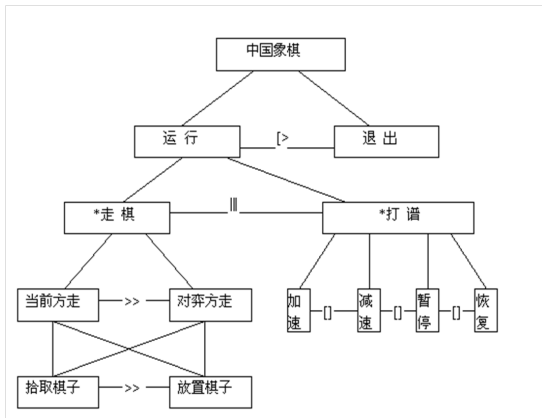 中国象棋
运 行
[>
退 出
*走 棋
|||
*打 谱
当前方走
>>
对弈方走
加
速
[]
减
速
[]
暂
停
[]
恢
复
拾取棋子
>>
放置棋子